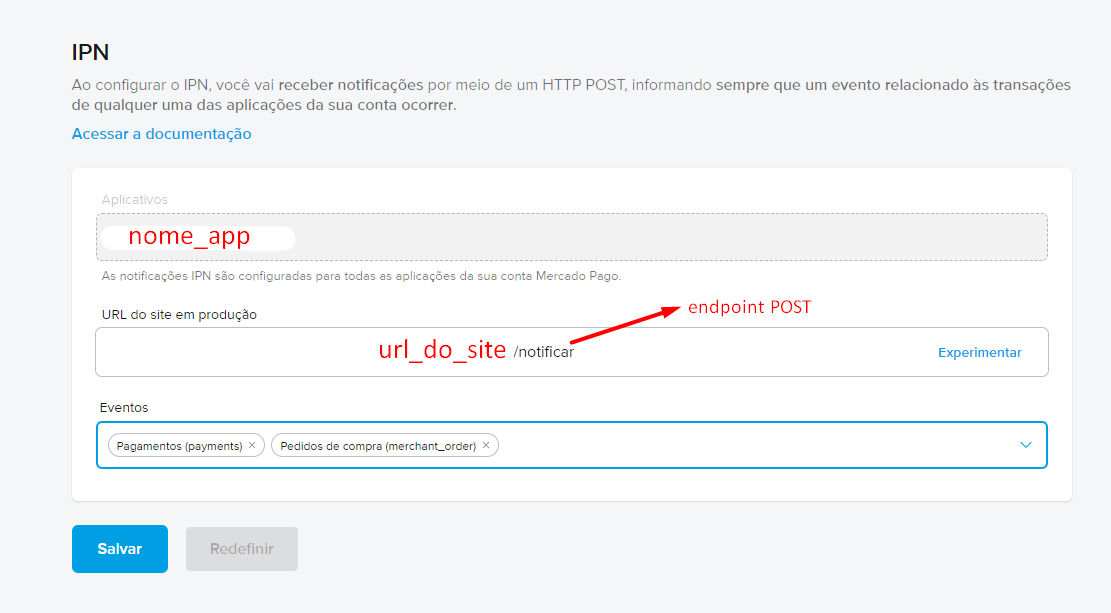 IPN
Ao configurar o IPN, você vai receber notificações por meio de um HTTP POST, informando sempre que um evento relacionado às transações
de qualquer uma das aplicações da sua conta ocorrer.
Acessar a documentação
Aplicativos
nome_app
As notificações IPN são configuradas para todas as aplicações da sua conta Mercado Pago.
endpoint POST
URL do site em produção
url_do_site /notificar Experimentar
Eventos
Pagamentos (payments) × Pedidos de compra (merchant_order) ×
Salvar Redefinir